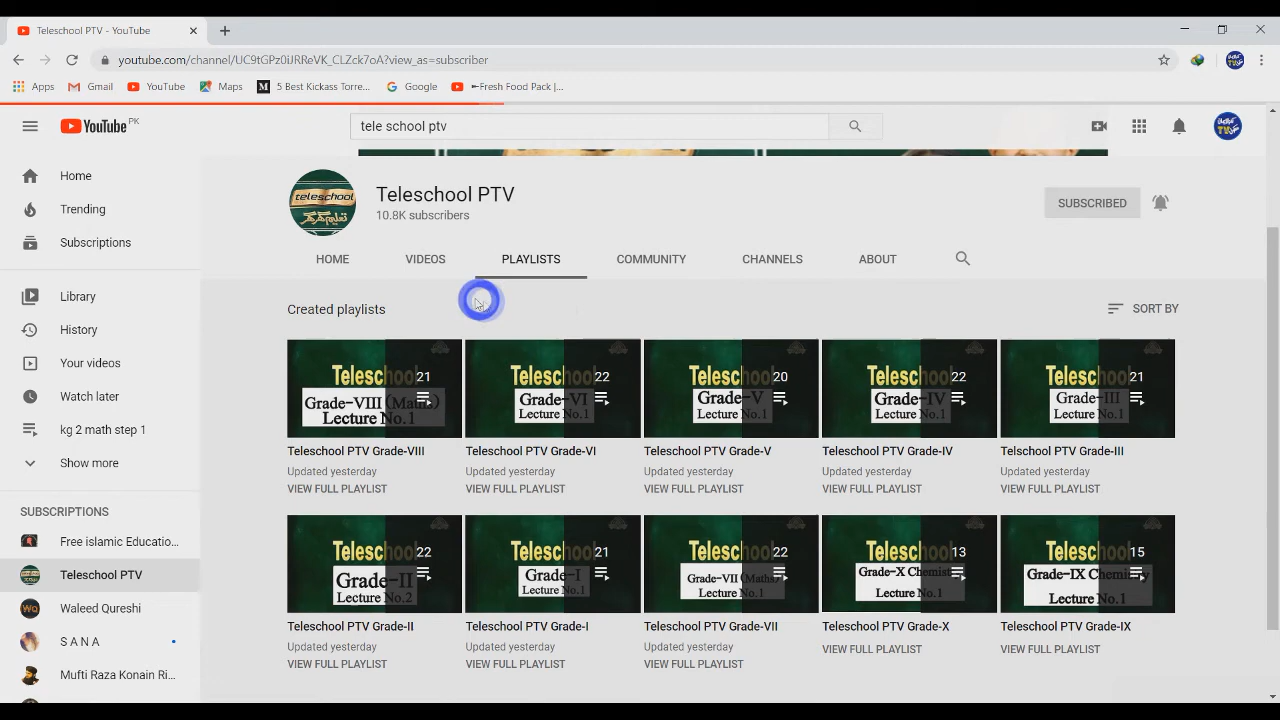 Teleschool PTV - YouTube
youtube.com/channel/UC9tGPz0iJRReVK_CLZck7oA?view_as=subscriber
Apps
Gmail
YouTube
Maps
5 Best Kickass Torre...
Google
►Fresh Food Pack |...
YouTube PK
tele school ptv
Home
Trending
Subscriptions
Library
History
Your videos
Watch later
kg 2 math step 1
Show more
SUBSCRIPTIONS
Free islamic Educatio...
Teleschool PTV
Waleed Qureshi
S A N A
Mufti Raza Konain Ri...
teleschool
Teleschool PTV
10.8K subscribers
SUBSCRIBED
HOME
VIDEOS
PLAYLISTS
COMMUNITY
CHANNELS
ABOUT
Created playlists
SORT BY
Teleschool
21
Grade-VIII (Maths)
Lecture No.1
Teleschool PTV Grade-VIII
Updated yesterday
VIEW FULL PLAYLIST
Teleschool
22
Grade-VI
Lecture No.1
Teleschool PTV Grade-VI
Updated yesterday
VIEW FULL PLAYLIST
Teleschool
20
Grade-V
Lecture No.1
Teleschool PTV Grade-V
Updated yesterday
VIEW FULL PLAYLIST
Teleschool
22
Grade-IV
Lecture No.1
Teleschool PTV Grade-IV
Updated yesterday
VIEW FULL PLAYLIST
Teleschool
21
Grade-III
Lecture No.1
Teleschool PTV Grade-III
Updated yesterday
VIEW FULL PLAYLIST
Teleschool
22
Grade-II
Lecture No.2
Teleschool PTV Grade-II
Updated yesterday
VIEW FULL PLAYLIST
Teleschool
21
Grade-I
Lecture No.1
Teleschool PTV Grade-I
Updated yesterday
VIEW FULL PLAYLIST
Teleschool
22
Grade-VII (Maths)
Lecture No.1
Teleschool PTV Grade-VII
Updated yesterday
VIEW FULL PLAYLIST
Teleschool
13
Grade-X Chemist
Lecture No.1
Teleschool PTV Grade-X
VIEW FULL PLAYLIST
Teleschool
15
Grade-IX Chemistry
Lecture No.1
Teleschool PTV Grade-IX
VIEW FULL PLAYLIST